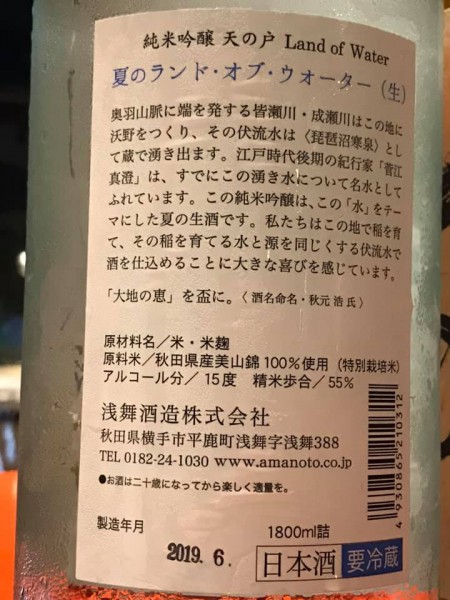 純米吟醸 天の戸 Land of Water
夏のランド・オブ・ウオーター（生）
奥羽山脈に端を発する皆瀬川・成瀬川はこの地に
沃野をつくり、その伏流水は〈琵琶沼寒泉〉とし
て蔵で湧き出ます。江戸時代後期の紀行家「菅江
真澄」は、すでにこの湧き水について名水として
ふれています。この純米吟醸は、この「水」をテー
マにした夏の生酒です。私たちはこの地で稲を育
て、その稲を育てる水と源を同じくする伏流水で
酒を仕込めることに大きな喜びを感じています。
「大地の恵」を盃に。〈 酒名命名・秋元 浩 氏 〉
原材料名／米・米麹
原料米／秋田県産美山錦100%使用（特別栽培米）
アルコール分／15度　精米歩合／55%
浅舞酒造株式会社
秋田県横手市平鹿町浅舞字浅舞388
TEL 0182-24-1030 www.amanoto.co.jp
●お酒は二十歳になってから楽しく適量を。
製造年月
2019. 6.
1800ml詰
日本酒 要冷蔵
4930865210312